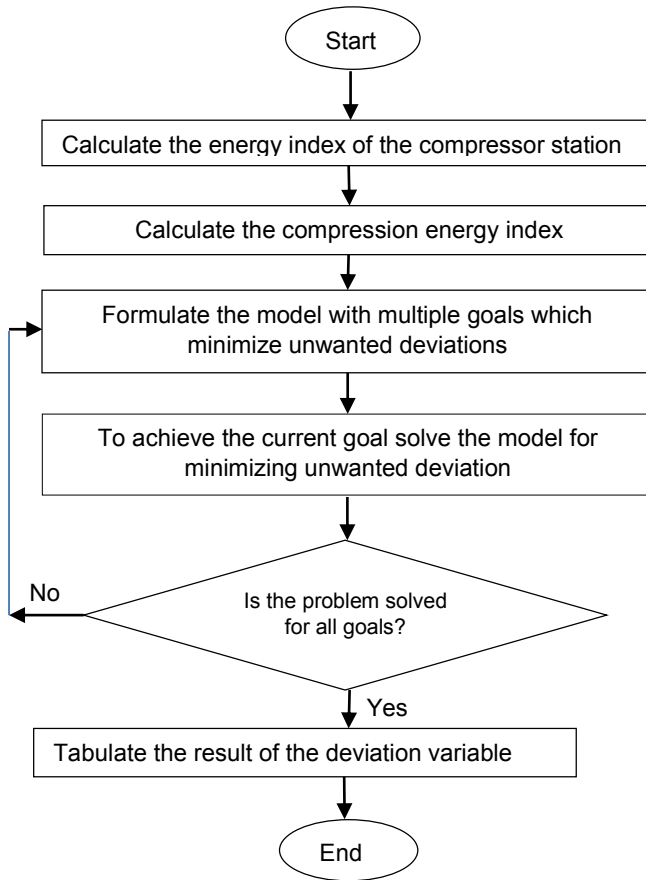 Start
Calculate the energy index of the compressor station
Calculate the compression energy index
Formulate the model with multiple goals which
minimize unwanted deviations
To achieve the current goal solve the model for
minimizing unwanted deviation
No
Is the problem solved
for all goals?
Yes
Tabulate the result of the deviation variable
End